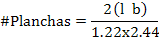 #Planchas = 2 (l b) / 1.22x2.44